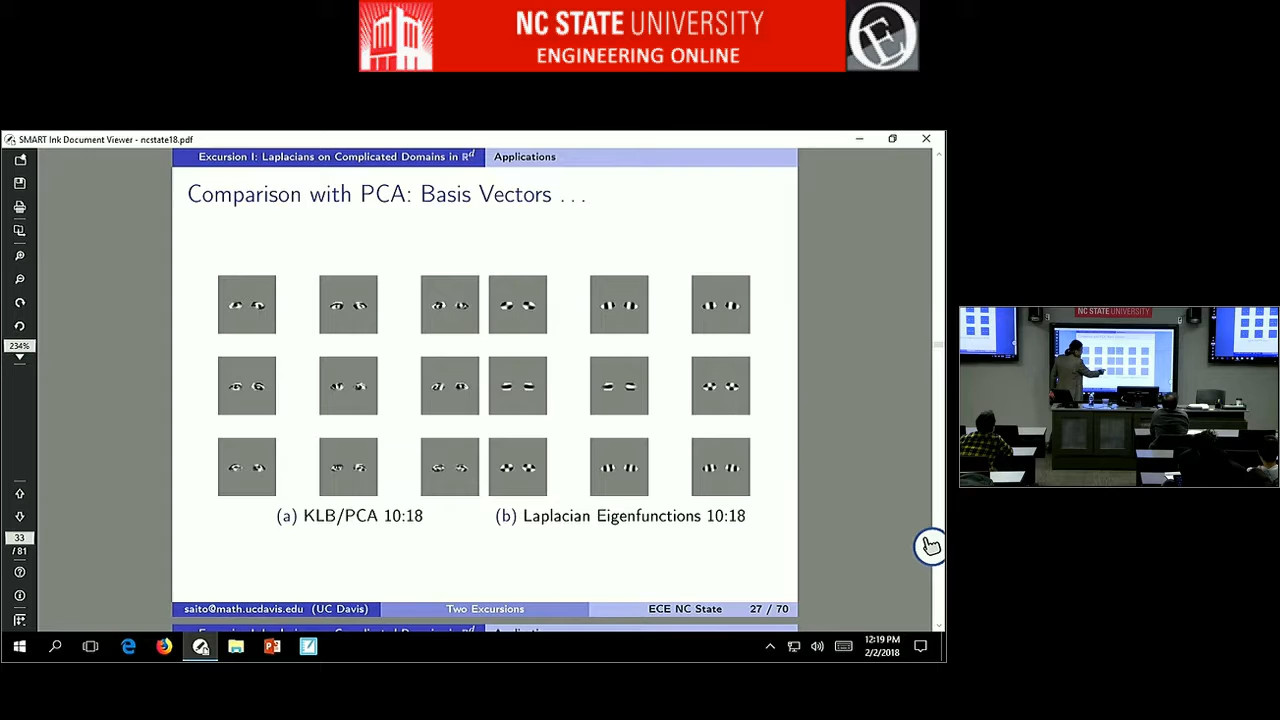 NC STATE UNIVERSITY
ENGINEERING ONLINE
SMART Ink Document Viewer - ncstate18.pdf
Excursion I: Laplacians on Complicated Domains in ℝᵈ Applications
Comparison with PCA: Basis Vectors . . .
NC STATE UNIVERSITY
234%
(a) KLB/PCA 10:18
(b) Laplacian Eigenfunctions 10:18
33
/ 81
saito@math.ucdavis.edu (UC Davis) Two Excursions ECE NC State 27 / 70
12:19 PM
2/2/2018